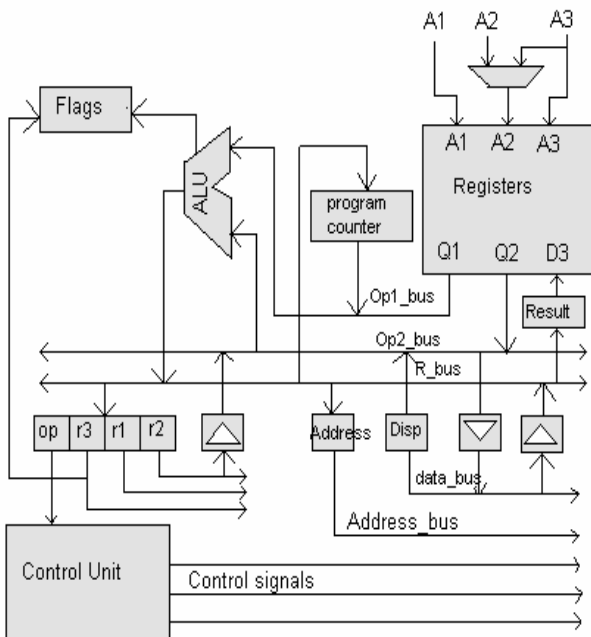 A1 A2 A3
Flags
A1 A2 A3
Registers
ALU
program
counter
Q1 Q2 D3
Op1_bus
Result
Op2_bus
R_bus
op r3 r1 r2
Address
Disp
data_bus
Address_bus
Control Unit
Control signals